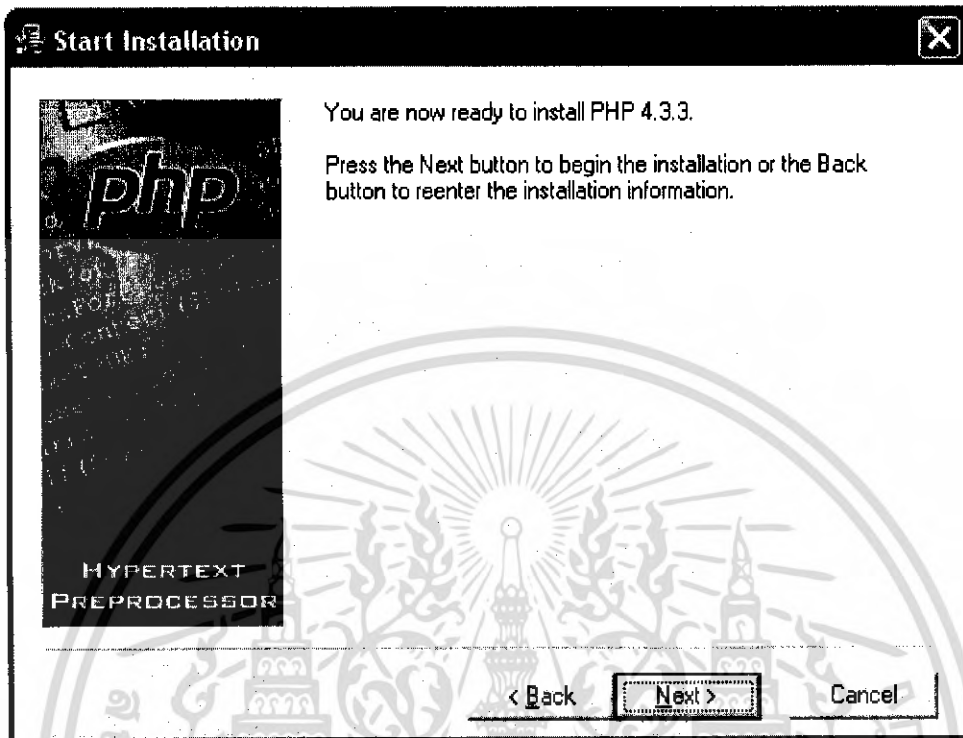 Start Installation
You are now ready to install PHP 4.3.3.
Press the Next button to begin the installation or the Back
button to reenter the installation information.
php
HYPERTEXT
PREPROCESSOR
< Back
Next >
Cancel